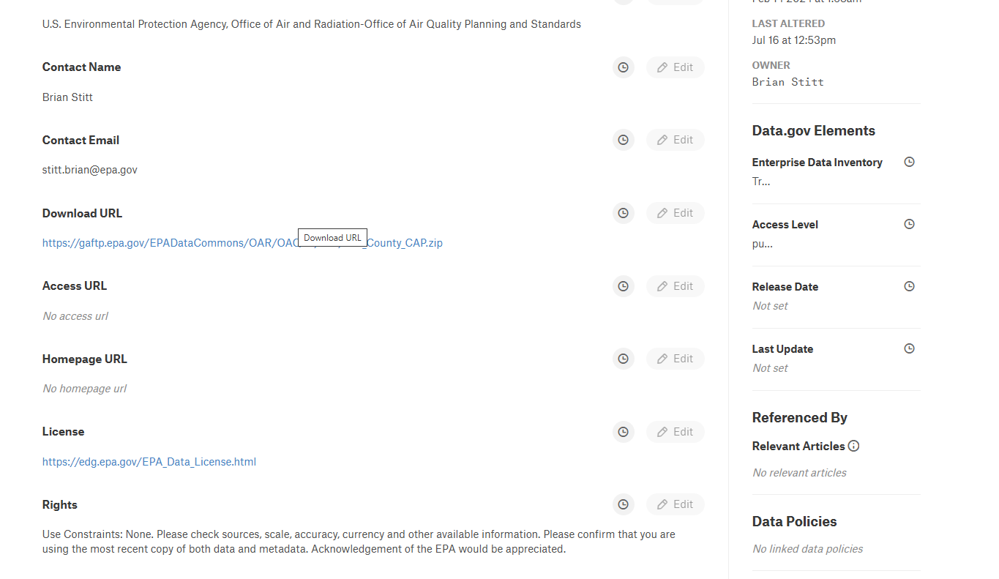 U.S. Environmental Protection Agency, Office of Air and Radiation-Office of Air Quality Planning and Standards
Contact Name
Edit
Brian Stitt
Contact Email
Edit
stitt.brian@epa.gov
Download URL
Edit
https://gaftp.epa.gov/EPADataCommons/OAR/OA
Download URL
_County_CAP.zip
Access URL
Edit
No access url
Homepage URL
Edit
No homepage url
License
Edit
https://edg.epa.gov/EPA_Data_License.html
Rights
Edit
Use Constraints: None. Please check sources, scale, accuracy, currency and other available information. Please confirm that you are
using the most recent copy of both data and metadata. Acknowledgement of the EPA would be appreciated.
LAST ALTERED
Jul 16 at 12:53pm
OWNER
Brian Stitt
Data.gov Elements
Enterprise Data Inventory
Tr...
Access Level
pu...
Release Date
Not set
Last Update
Not set
Referenced By
Relevant Articles
No relevant articles
Data Policies
No linked data policies